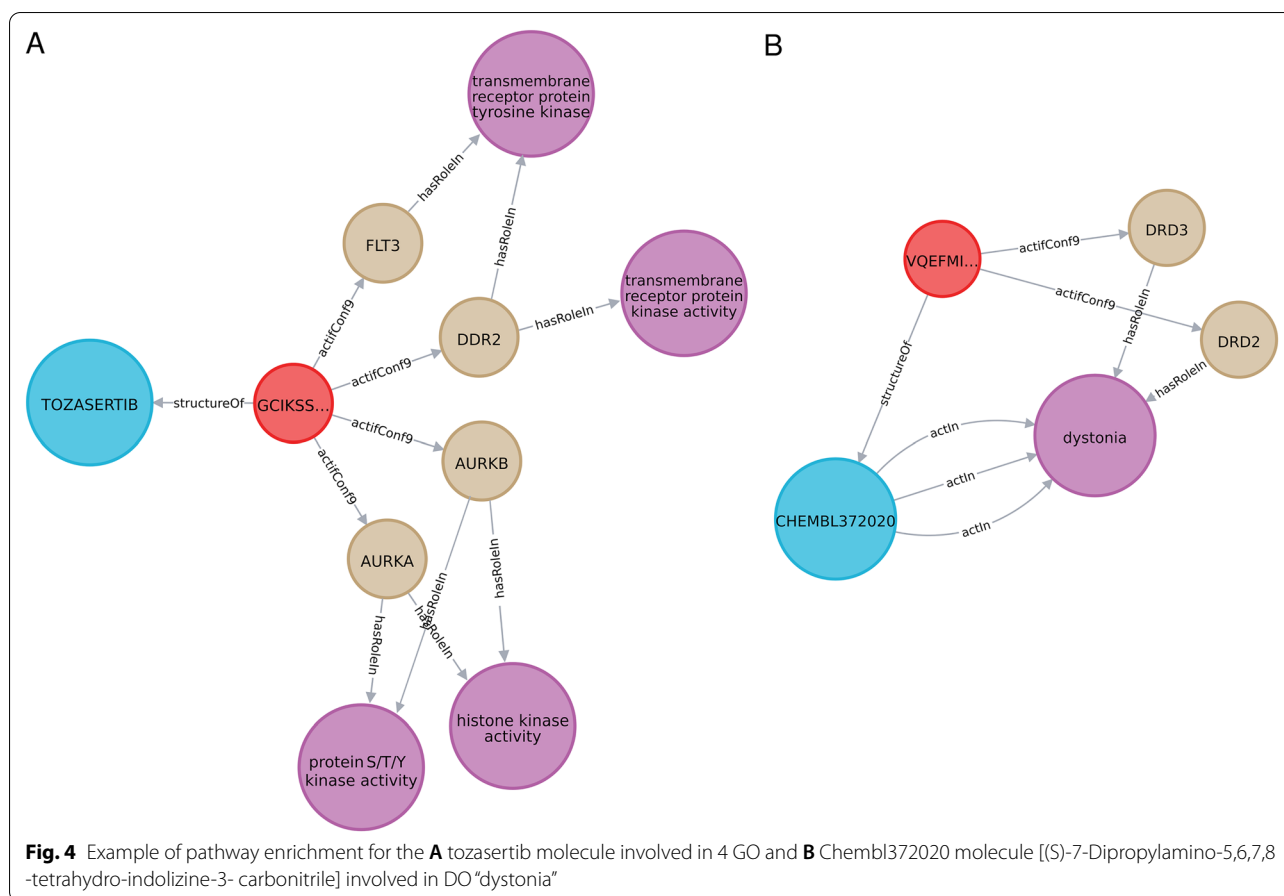 A
B
transmembrane
receptor protein
tyrosine kinase
hasRoleIn
hasRoleIn
FLT3
transmembrane
receptor protein
kinase activity
actifConf9
DDR2
hasRoleIn
actifConf9
TOZASERTIB
structureOf
GCIKSS...
actifConf9
AURKB
actifConf9
AURKA
hasRoleIn
hasRoleIn
hasRoleIn
hasRoleIn
histone kinase
activity
protein S/T/Y
kinase activity
DRD3
VQEFMI...
actifConf9
actifConf9
hasRoleIn
DRD2
structureOf
hasRoleIn
dystonia
actIn
actIn
CHEMBL372020
actIn
Fig. 4 Example of pathway enrichment for the A tozasertib molecule involved in 4 GO and B Chembl372020 molecule [(S)-7-Dipropylamino-5,6,7,8
-tetrahydro-indolizine-3- carbonitrile] involved in DO “dystonia”